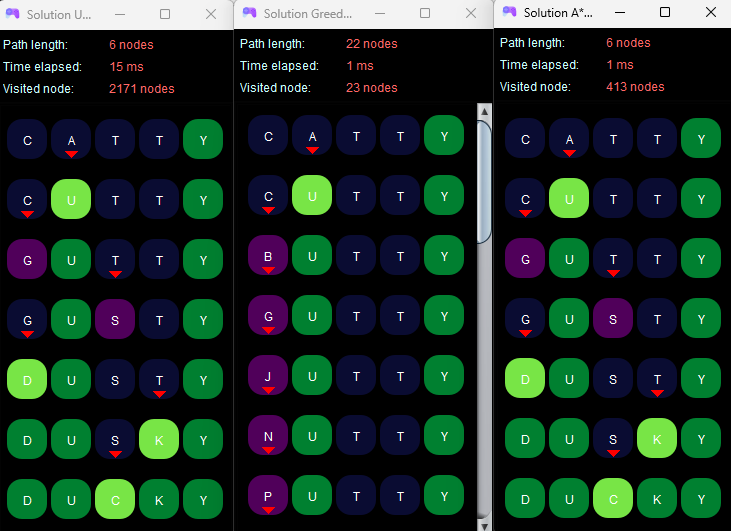 Solution U...
Path length: 6 nodes
Time elapsed: 15 ms
Visited node: 2171 nodes
C A T T Y
C U T T Y
G U T T Y
G U S T Y
D U S T Y
D U S K Y
D U C K Y
Solution Greed...
Path length: 22 nodes
Time elapsed: 1 ms
Visited node: 23 nodes
C A T T Y
C U T T Y
B U T T Y
G U T T Y
J U T T Y
N U T T Y
P U T T Y
Solution A*...
Path length: 6 nodes
Time elapsed: 1 ms
Visited node: 413 nodes
C A T T Y
C U T T Y
G U T T Y
G U S T Y
D U S T Y
D U S K Y
D U C K Y